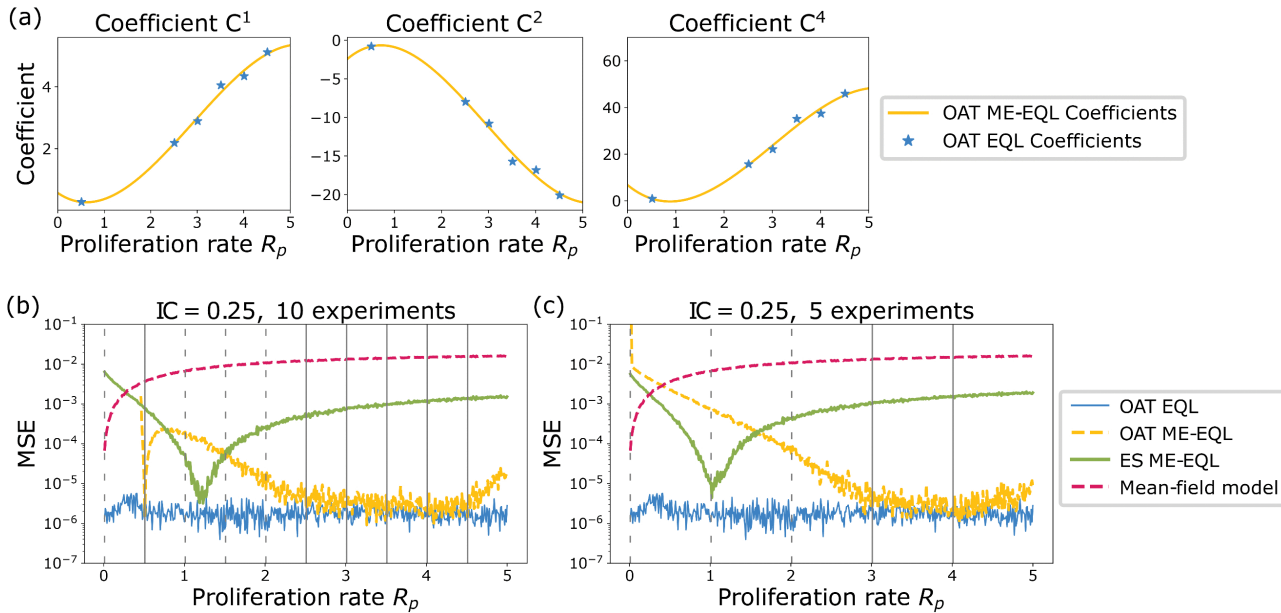 (a)
Coefficient C¹
Coefficient C²
Coefficient C⁴
Coefficient
4
2
0 1 2 3 4 5
Proliferation rate Rₚ
0
−5
−10
−15
−20
0 1 2 3 4 5
Proliferation rate Rₚ
60
40
20
0
0 1 2 3 4 5
Proliferation rate Rₚ
OAT ME-EQL Coefficients
OAT EQL Coefficients
(b)
IC = 0.25, 10 experiments
MSE
10⁻¹
10⁻²
10⁻³
10⁻⁴
10⁻⁵
10⁻⁶
10⁻⁷
0 1 2 3 4 5
Proliferation rate Rₚ
(c)
IC = 0.25, 5 experiments
MSE
10⁻¹
10⁻²
10⁻³
10⁻⁴
10⁻⁵
10⁻⁶
10⁻⁷
0 1 2 3 4 5
Proliferation rate Rₚ
OAT EQL
OAT ME-EQL
ES ME-EQL
Mean-field model